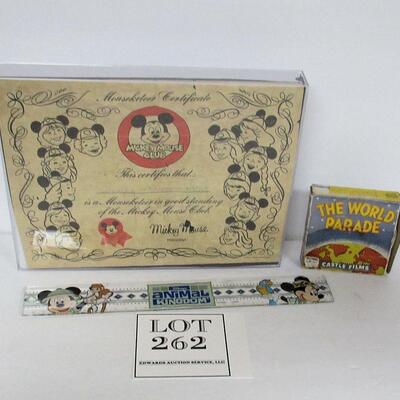 Mouseketeer Certificate
MICKEY MOUSE
CLUB
This certifies that...
is a Mouseketeer in good standing
of the Mickey Mouse Club
Mickey Mouse
THE WORLD
PARADE
CASTLE FILMS
ANIMAL
KINGDOM
LOT
262
EDWARDS AUCTION SERVICE, LLC